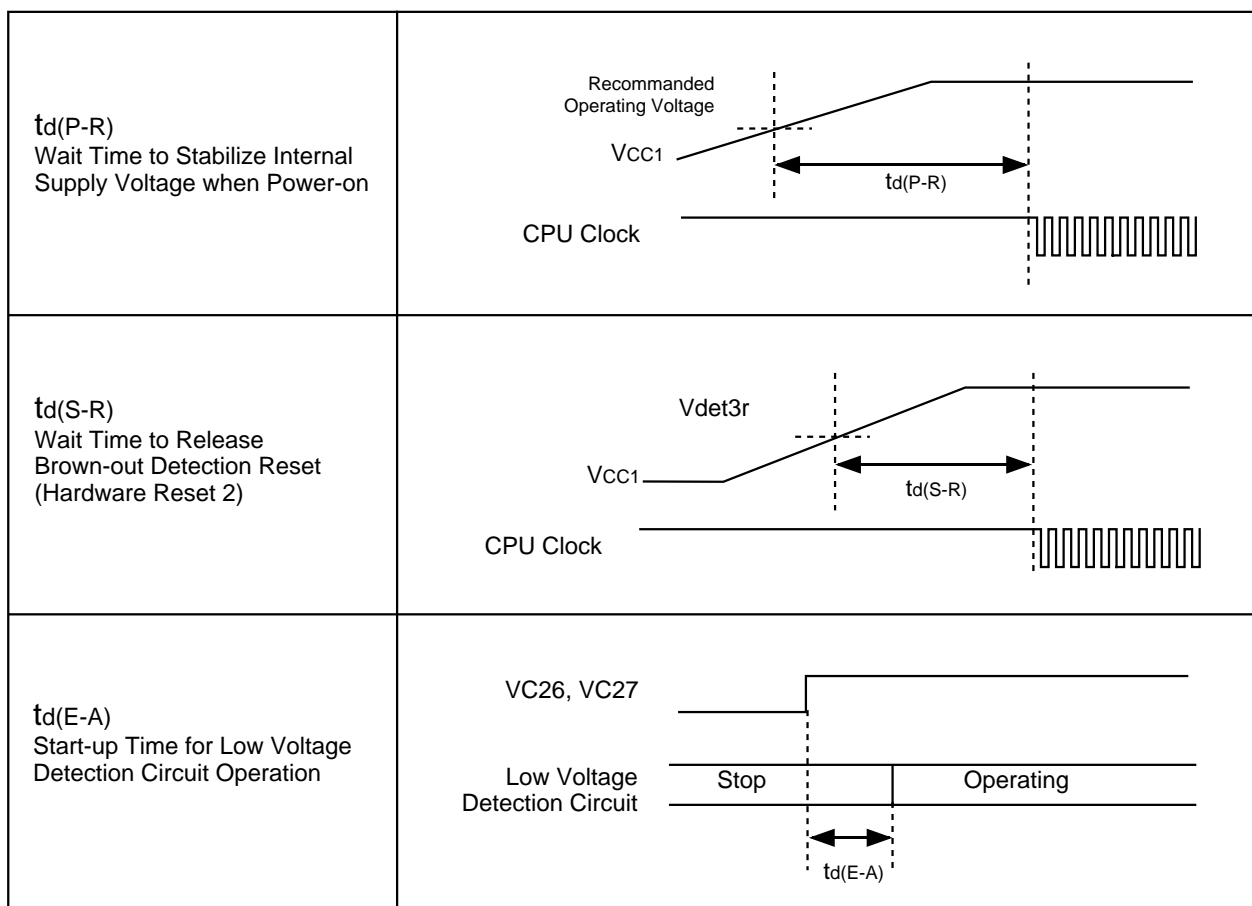 td(P-R)
Wait Time to Stabilize Internal
Supply Voltage when Power-on
Recommanded
Operating Voltage
VCC1
td(P-R)
CPU Clock
td(S-R)
Wait Time to Release
Brown-out Detection Reset
(Hardware Reset 2)
Vdet3r
VCC1
td(S-R)
CPU Clock
td(E-A)
Start-up Time for Low Voltage
Detection Circuit Operation
VC26, VC27
Low Voltage
Detection Circuit
Stop
Operating
td(E-A)